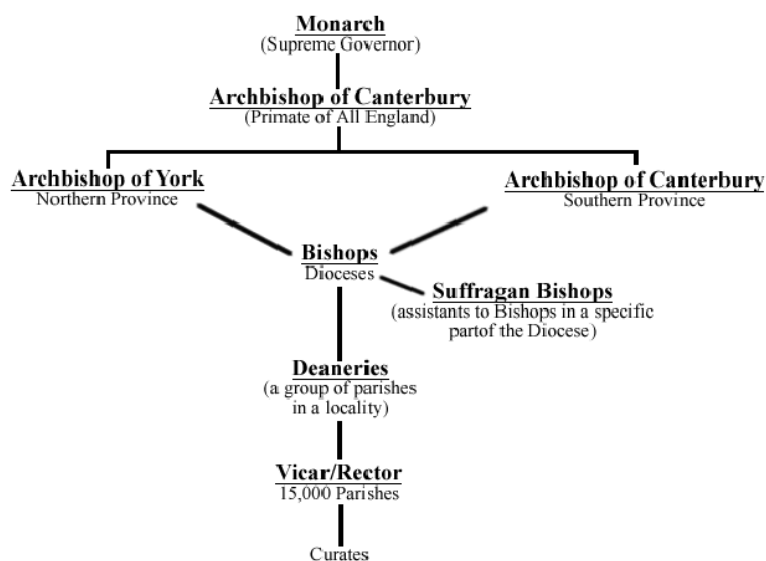 Monarch
(Supreme Governor)
Archbishop of Canterbury
(Primate of All England)
Archbishop of York
Northern Province
Archbishop of Canterbury
Southern Province
Bishops
Dioceses
Suffragan Bishops
(assistants to Bishops in a specific
partof the Diocese)
Deaneries
(a group of parishes
in a locality)
Vicar/Rector
15,000 Parishes
Curates